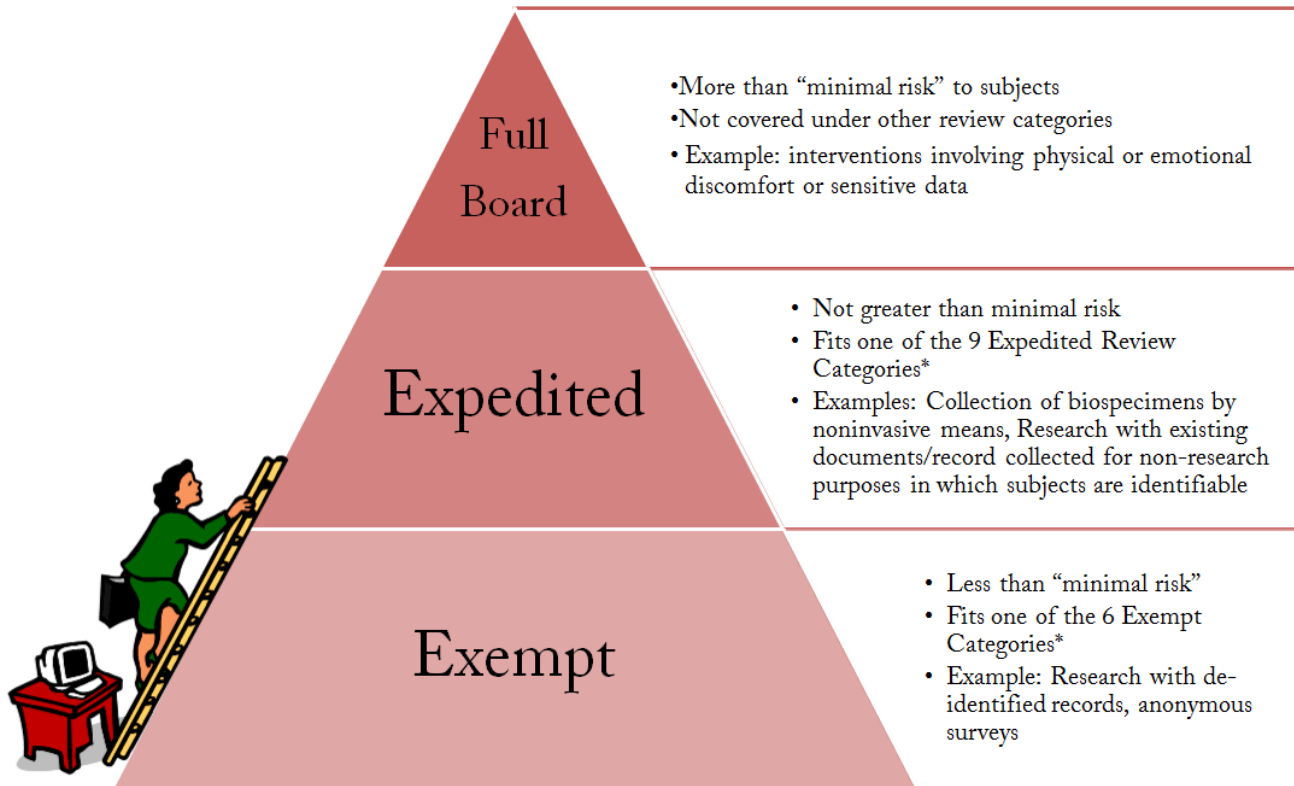 Full
Board
•More than “minimal risk” to subjects
•Not covered under other review categories
• Example: interventions involving physical or emotional
discomfort or sensitive data
Expedited
• Not greater than minimal risk
• Fits one of the 9 Expedited Review
Categories*
• Examples: Collection of biospecimens by
noninvasive means, Research with existing
documents/record collected for non-research
purposes in which subjects are identifiable
Exempt
• Less than “minimal risk”
• Fits one of the 6 Exempt
Categories*
• Example: Research with de-
identified records, anonymous
surveys